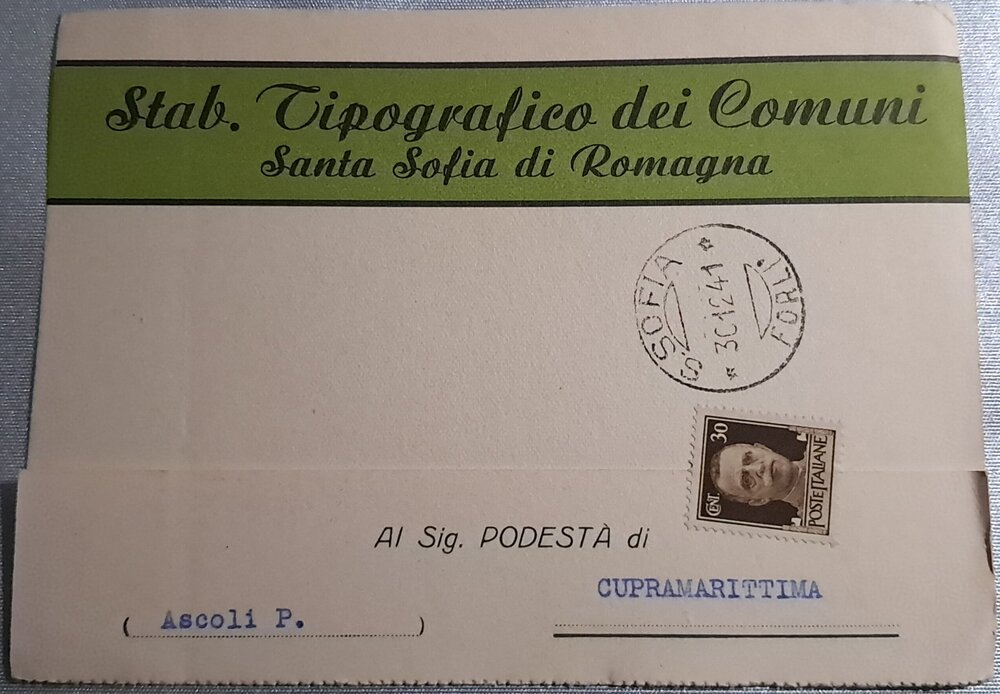 Stab. Tipografico dei Comuni
Santa Sofia di Romagna
S. SOFIA
30 12 41
FORLI'
CENT. 30
POSTE ITALIANE
Al Sig. PODESTÀ di
CUPRAMARITTIMA
( Ascoli P. )